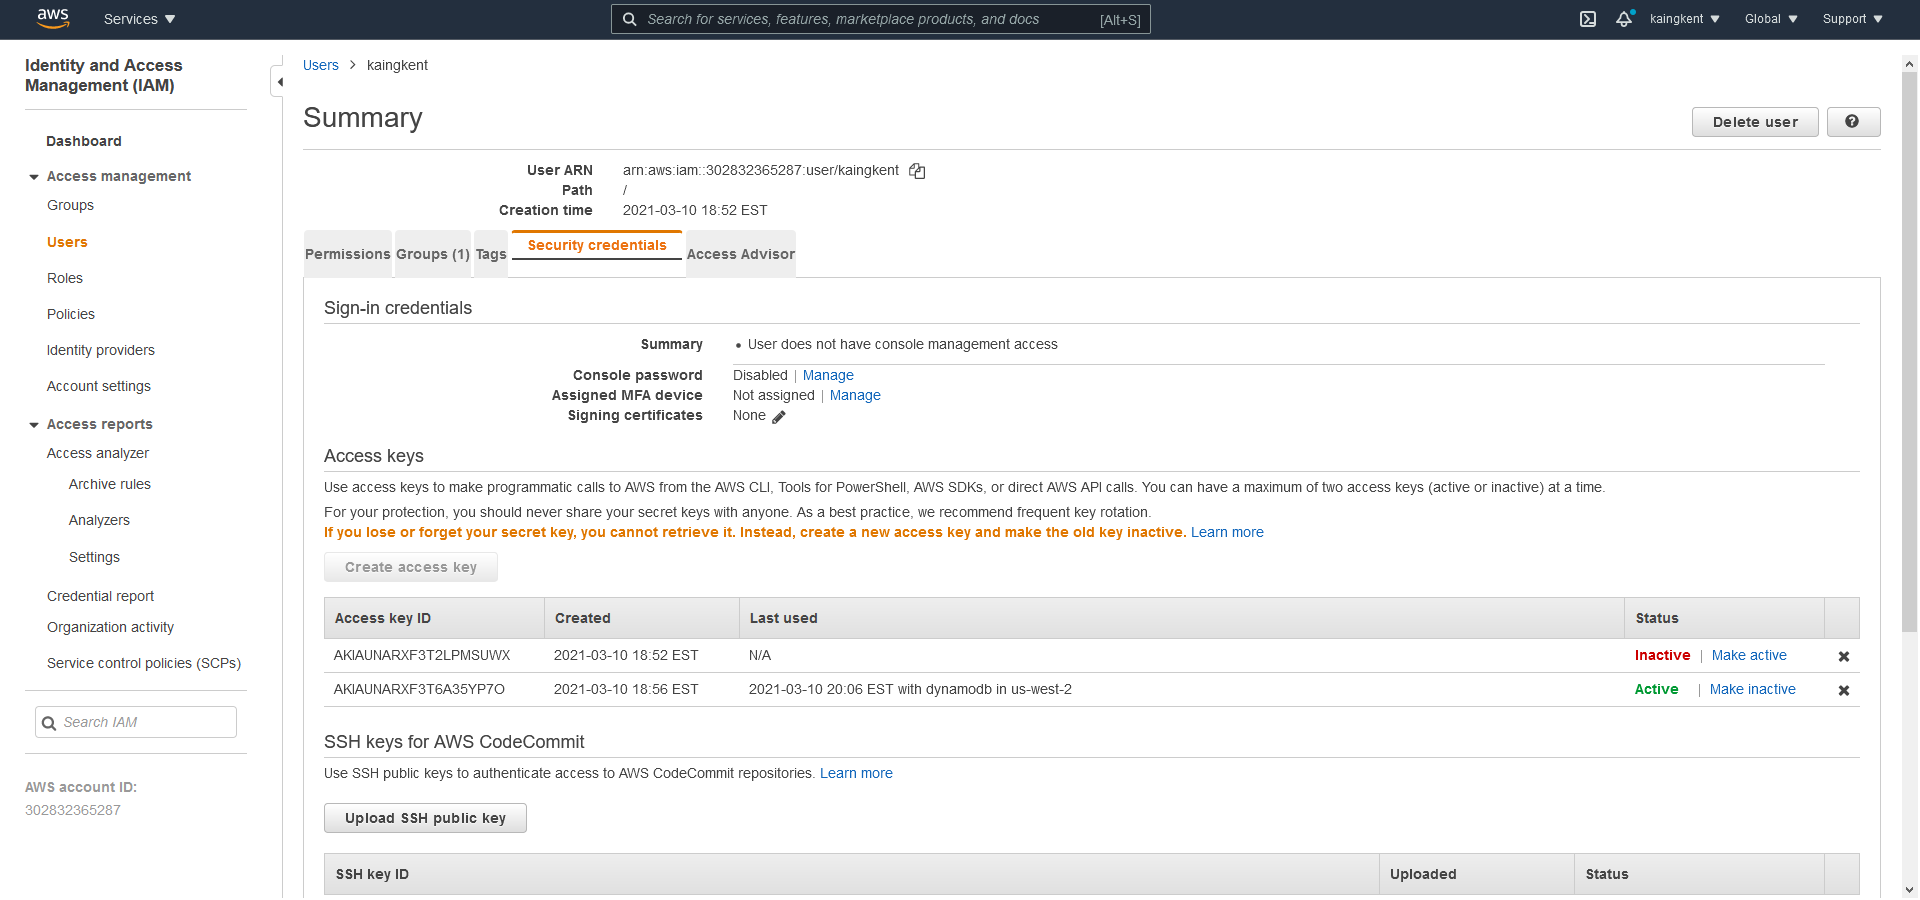 aws
Services
Search for services, features, marketplace products, and docs [Alt+S]
kaingkent
Global
Support
Identity and Access
Management (IAM)
Dashboard
Access management
Groups
Users
Roles
Policies
Identity providers
Account settings
Access reports
Access analyzer
Archive rules
Analyzers
Settings
Credential report
Organization activity
Service control policies (SCPs)
Search IAM
AWS account ID:
302832365287
Users > kaingkent
Summary
Delete user
User ARN arn:aws:iam::302832365287:user/kaingkent
Path /
Creation time 2021-03-10 18:52 EST
Permissions Groups (1) Tags Security credentials Access Advisor
Sign-in credentials
Summary • User does not have console management access
Console password Disabled | Manage
Assigned MFA device Not assigned | Manage
Signing certificates None
Access keys
Use access keys to make programmatic calls to AWS from the AWS CLI, Tools for PowerShell, AWS SDKs, or direct AWS API calls. You can have a maximum of two access keys (active or inactive) at a time.
For your protection, you should never share your secret keys with anyone. As a best practice, we recommend frequent key rotation.
If you lose or forget your secret key, you cannot retrieve it. Instead, create a new access key and make the old key inactive. Learn more
Create access key
Access key ID Created Last used Status
AKIAUNARXF3T2LPMSUWX 2021-03-10 18:52 EST N/A Inactive | Make active
AKIAUNARXF3T6A35YP7O 2021-03-10 18:56 EST 2021-03-10 20:06 EST with dynamodb in us-west-2 Active | Make inactive
SSH keys for AWS CodeCommit
Use SSH public keys to authenticate access to AWS CodeCommit repositories. Learn more
Upload SSH public key
SSH key ID Uploaded Status